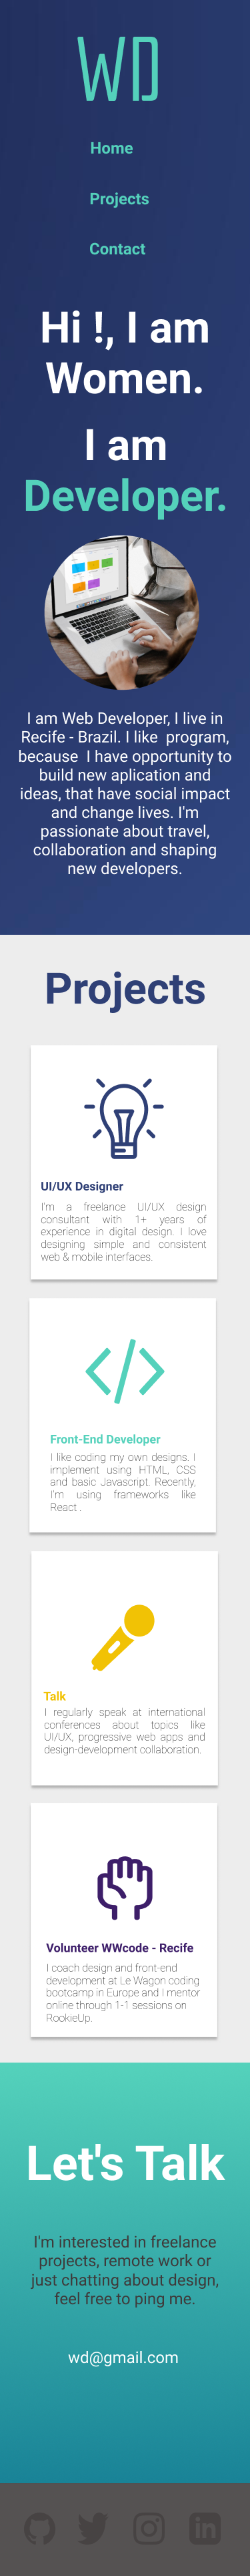 WD
Home
Projects
Contact
Hi !, I am
Women.
I am
Developer.
I am Web Developer, I live in
Recife - Brazil. I like  program,
because  I have opportunity to
build new aplication and
ideas, that have social impact
and change lives. I'm
passionate about travel,
collaboration and shaping
new developers.
Projects
UI/UX Designer
I'm a freelance UI/UX design
consultant with 1+ years of
experience in digital design. I love
designing simple and consistent
web & mobile interfaces.
</>
Front-End Developer
I like coding my own designs. I
implement using HTML, CSS
and basic Javascript. Recently,
I'm using frameworks like
React .
Talk
I regularly speak at international
conferences about topics like
UI/UX, progressive web apps and
design-development collaboration.
Volunteer WWcode - Recife
I coach design and front-end
development at Le Wagon coding
bootcamp in Europe and I mentor
online through 1-1 sessions on
RookieUp.
Let's Talk
I'm interested in freelance
projects, remote work or
just chatting about design,
feel free to ping me.
wd@gmail.com
in